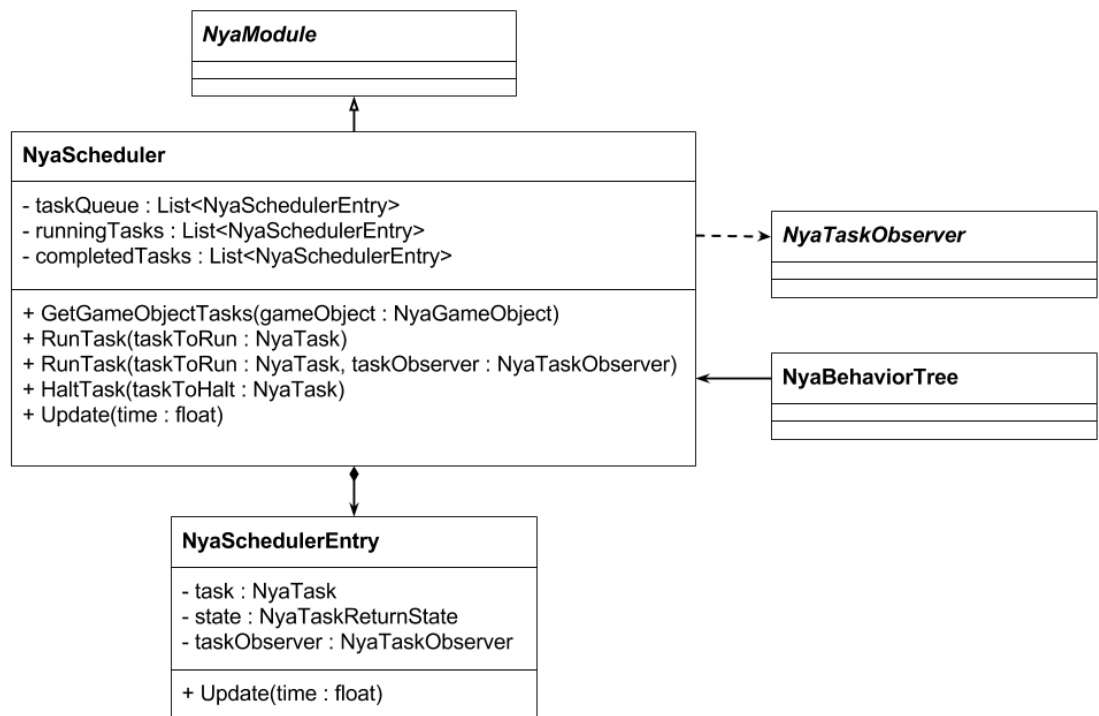 NyaModule
NyaScheduler
- taskQueue : List<NyaSchedulerEntry>
- runningTasks : List<NyaSchedulerEntry>
- completedTasks : List<NyaSchedulerEntry>
+ GetGameObjectTasks(gameObject : NyaGameObject)
+ RunTask(taskToRun : NyaTask)
+ RunTask(taskToRun : NyaTask, taskObserver : NyaTaskObserver)
+ HaltTask(taskToHalt : NyaTask)
+ Update(time : float)
NyaTaskObserver
NyaBehaviorTree
NyaSchedulerEntry
- task : NyaTask
- state : NyaTaskReturnState
- taskObserver : NyaTaskObserver
+ Update(time : float)